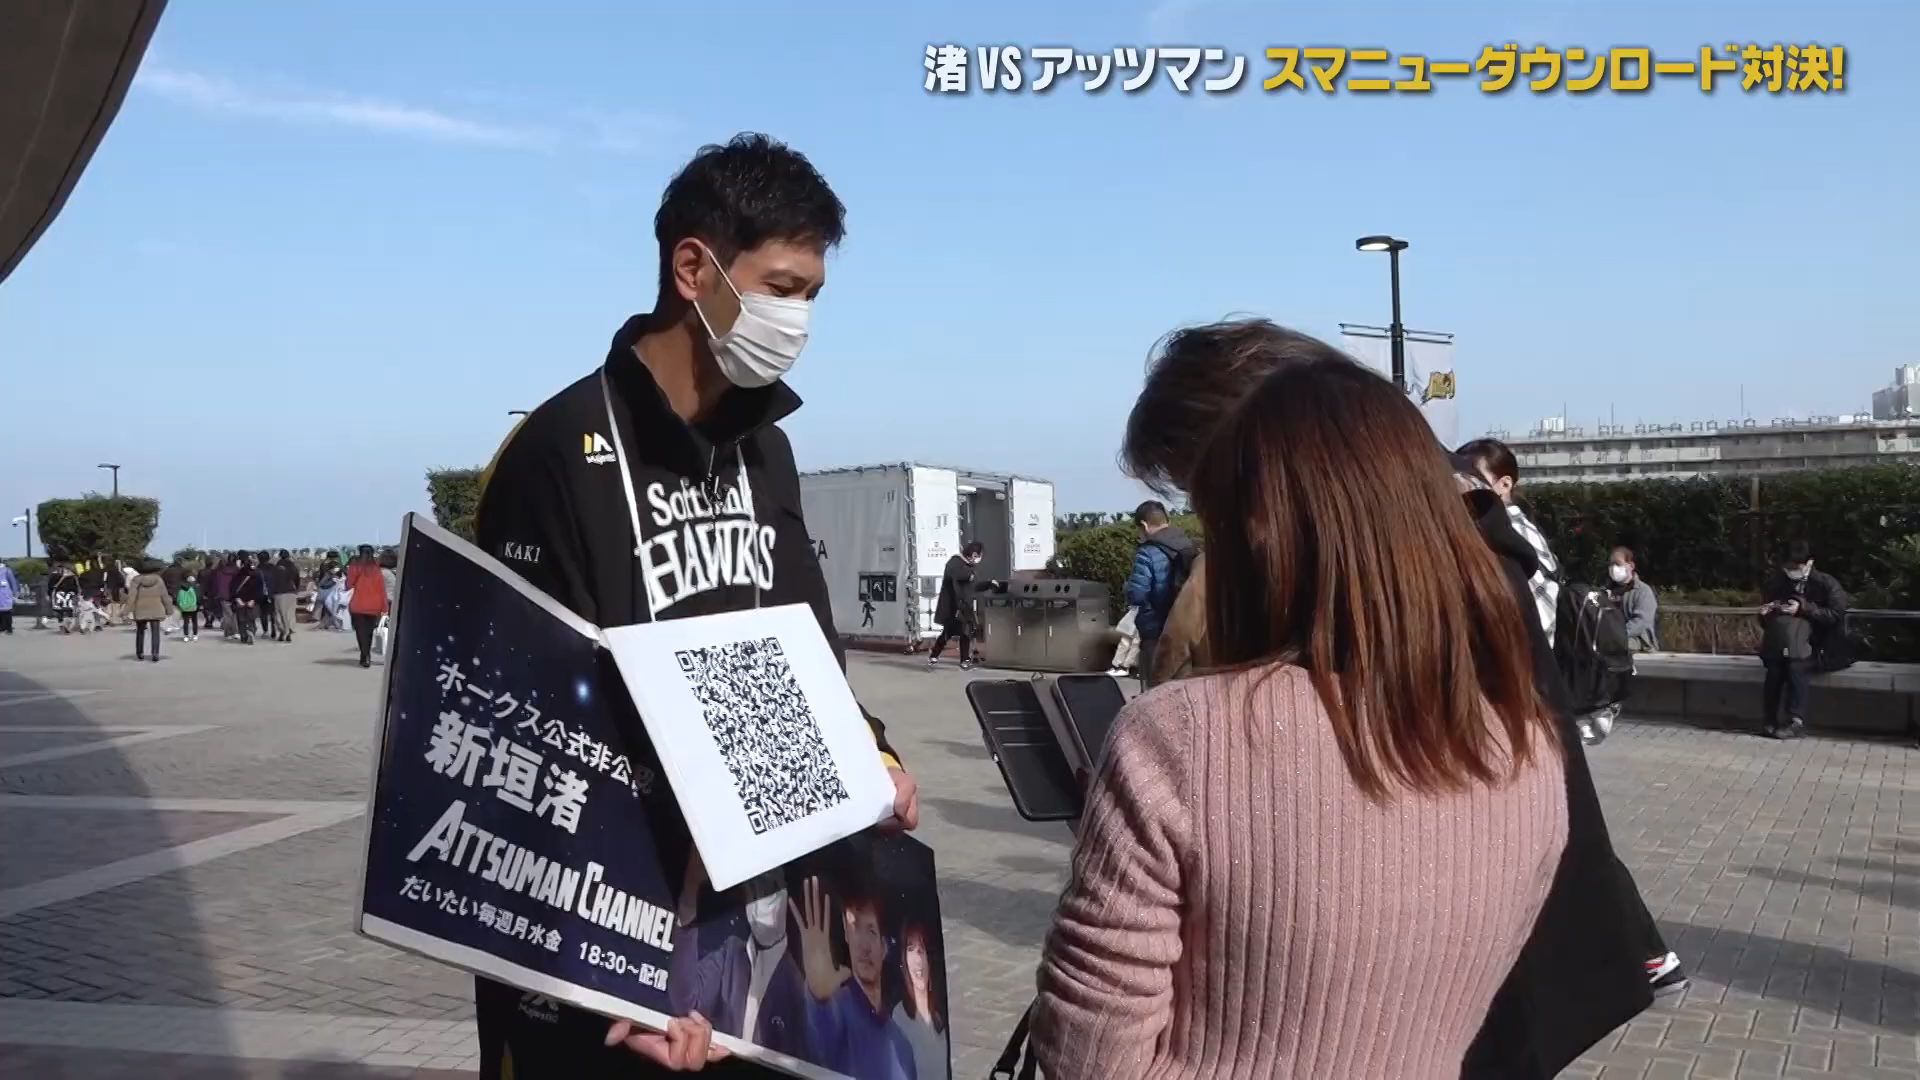 渚 VS アッツマン スマニューダウンロード対決!
Majestic
SoftBank
HAWKS
KAKI
ホークス公式非公認
新垣渚
ATTSUMAN CHANNEL
だいたい毎週月水金 18:30~配信